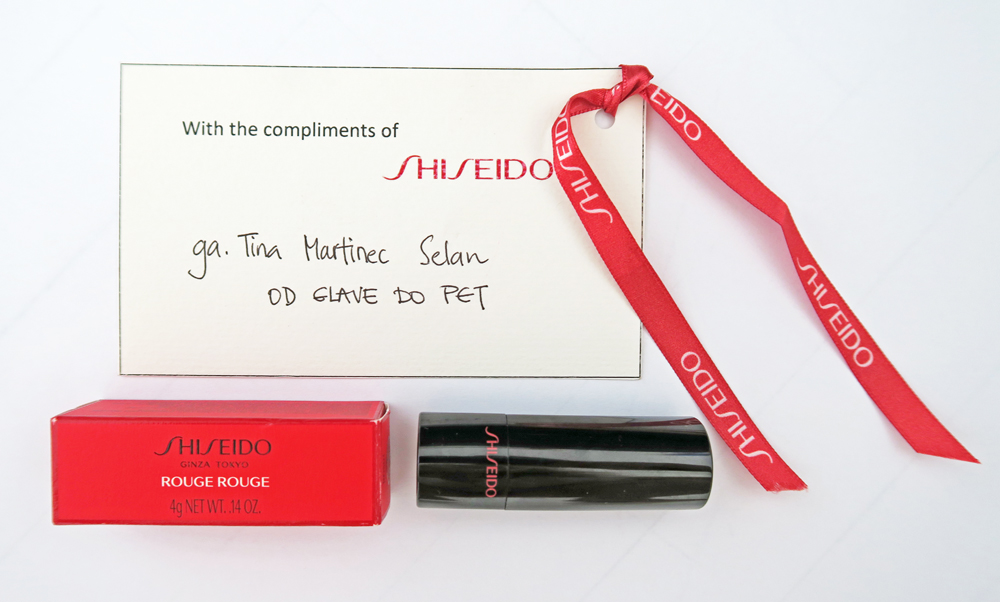 With the compliments of
SHISEIDO
ga. Tina Martinec Selan
OD GLAVE DO PET
EIDO
SHISEIDO
SHISEIDO
SHISEIDO
SHISEIDO
GINZA TOKYO
ROUGE ROUGE
4g NET WT. .14 OZ.
SHISEIDO